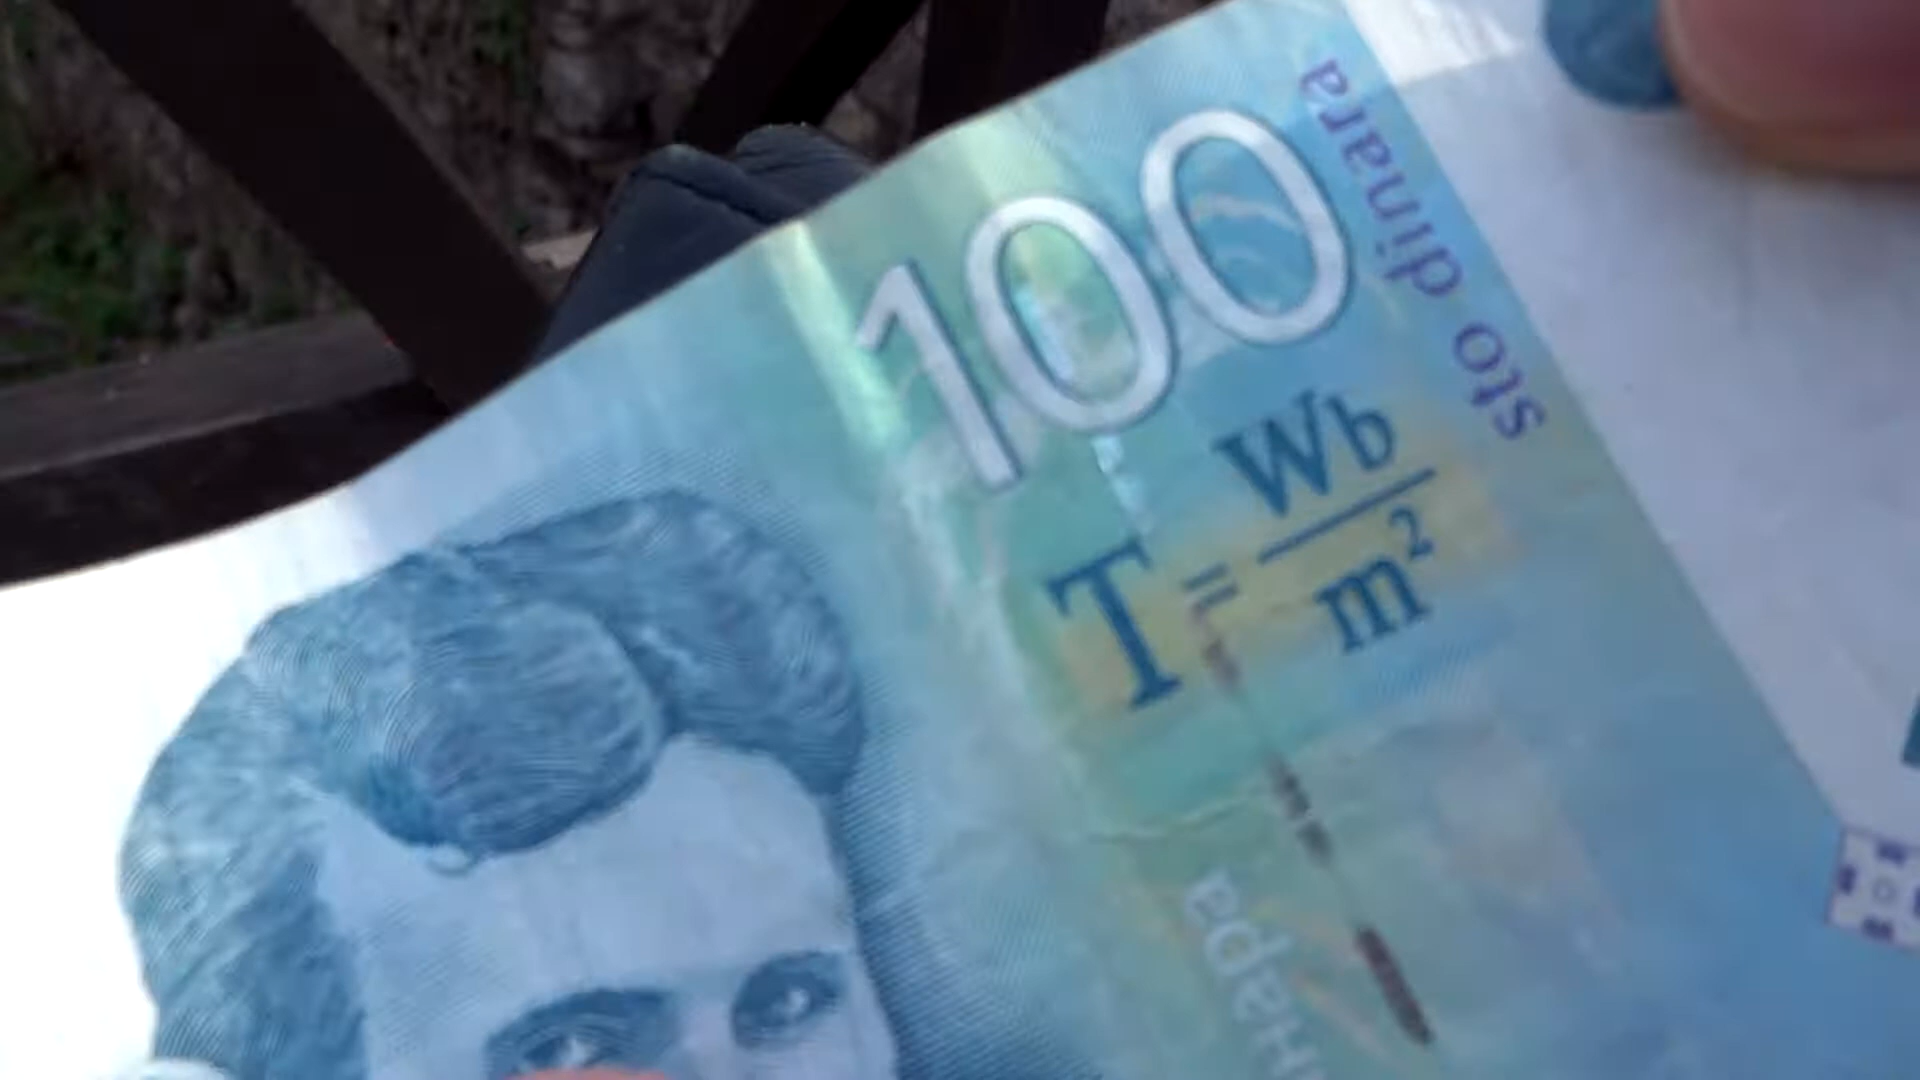 100
sto dinara
T = Wb/m²